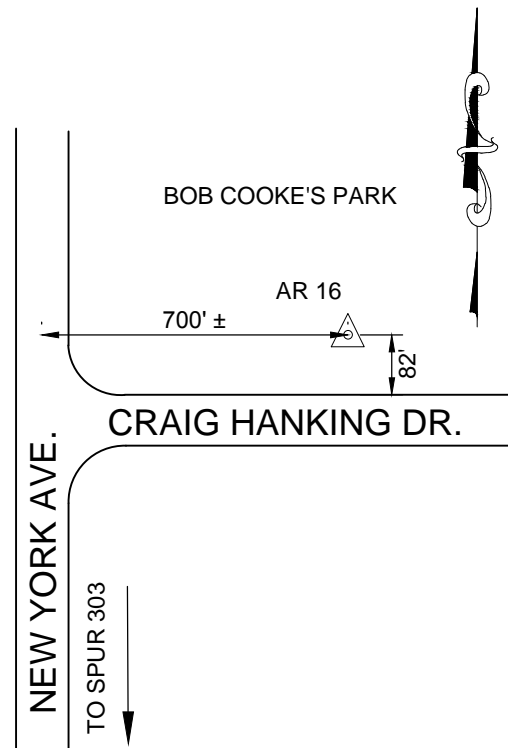 BOB COOKE'S PARK
AR 16
700' ±
82'
CRAIG HANKING DR.
NEW YORK AVE.
TO SPUR 303